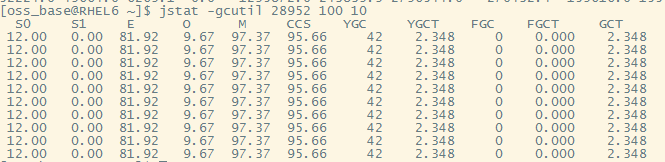 [oss_base@RHEL6 ~]$ jstat -gcutil 28952 100 10
S0 S1 E O M CCS YGC YGCT FGC FGCT GCT
12.00 0.00 81.92 9.67 97.37 95.66 42 2.348 0 0.000 2.348
12.00 0.00 81.92 9.67 97.37 95.66 42 2.348 0 0.000 2.348
12.00 0.00 81.92 9.67 97.37 95.66 42 2.348 0 0.000 2.348
12.00 0.00 81.92 9.67 97.37 95.66 42 2.348 0 0.000 2.348
12.00 0.00 81.92 9.67 97.37 95.66 42 2.348 0 0.000 2.348
12.00 0.00 81.92 9.67 97.37 95.66 42 2.348 0 0.000 2.348
12.00 0.00 81.92 9.67 97.37 95.66 42 2.348 0 0.000 2.348
12.00 0.00 81.92 9.67 97.37 95.66 42 2.348 0 0.000 2.348
12.00 0.00 81.92 9.67 97.37 95.66 42 2.348 0 0.000 2.348
12.00 0.00 81.92 9.67 97.37 95.66 42 2.348 0 0.000 2.348